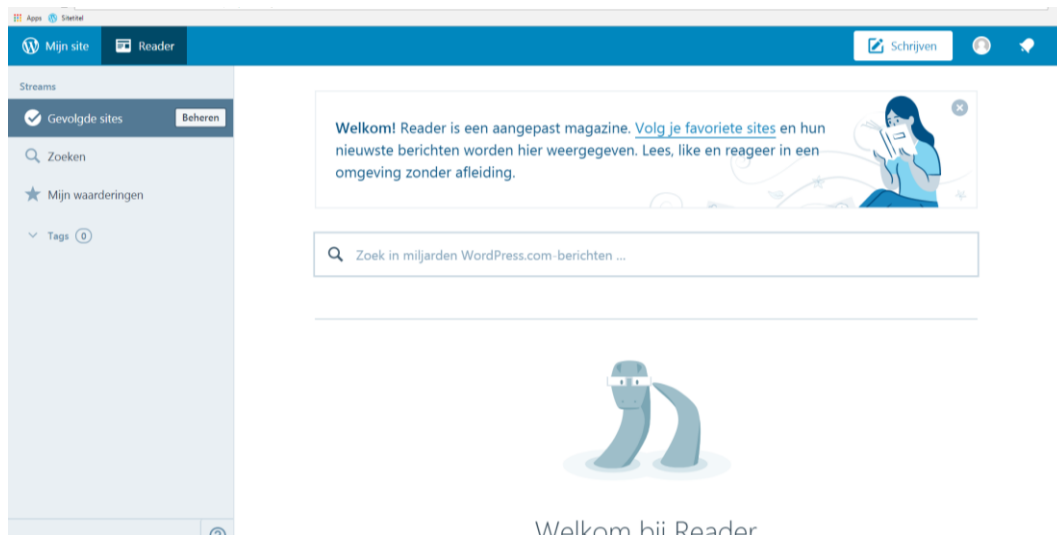 Apps Sitetitel
Mijn site Reader Schrijven
Streams
Gevolgde sites Beheren
Zoeken
Mijn waarderingen
Tags 0
Welkom! Reader is een aangepast magazine. Volg je favoriete sites en hun
nieuwste berichten worden hier weergegeven. Lees, like en reageer in een
omgeving zonder afleiding.
Zoek in miljarden WordPress.com-berichten ...
Welkom bij Reader